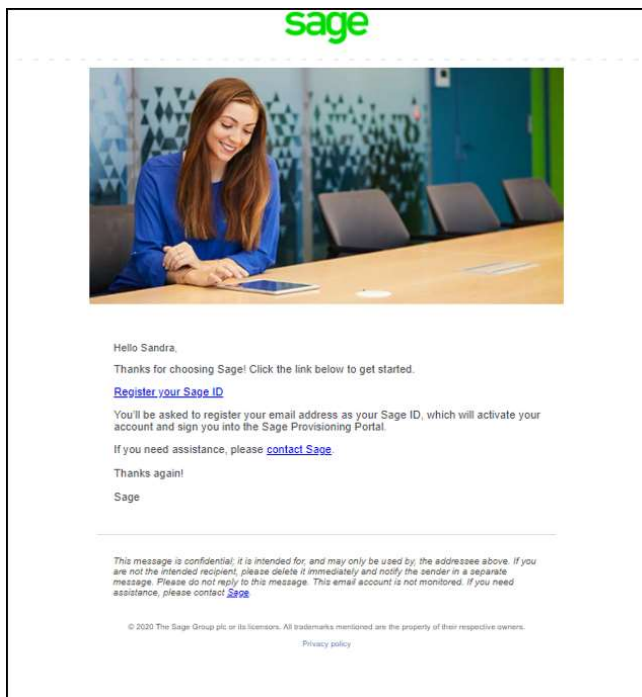 sage
Hello Sandra,
Thanks for choosing Sage! Click the link below to get started.
Register your Sage ID
You'll be asked to register your email address as your Sage ID, which will activate your
account and sign you into the Sage Provisioning Portal.
If you need assistance, please contact Sage.
Thanks again!
Sage
This message is confidential; it is intended for, and may only be used by, the addressee above. If you
are not the intended recipient, please delete it immediately and notify the sender in a separate
message. Please do not reply to this message. This email account is not monitored. If you need
assistance, please contact Sage.
© 2020 The Sage Group plc or its licensors. All trademarks mentioned are the property of their respective owners.
Privacy policy